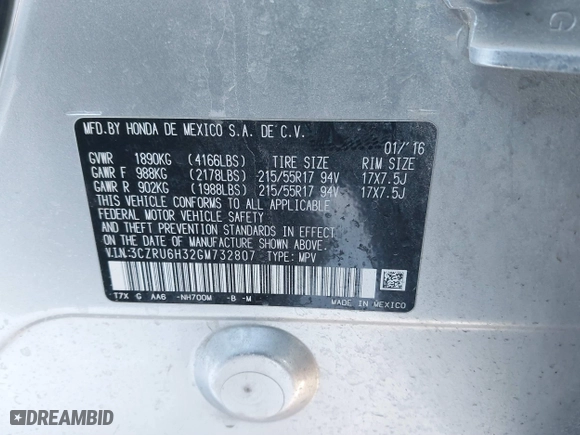 MFD.BY HONDA DE MEXICO S.A. DE C.V.
01/'16
GVWR 1890KG (4166LBS) TIRE SIZE RIM SIZE
GAWR F 988KG (2178LBS) -215/55R17 94V 17X7.5J
GAWR R 902KG (1988LBS) -215/55R17 94V 17X7.5J
THIS VEHICLE CONFORMS TO ALL APPLICABLE
FEDERAL MOTOR VEHICLE SAFETY
AND THEFT PREVENTION STANDARDS IN EFFECT
ON THE DATE OF MANUFACTURE SHOWN ABOVE.
V.I.N.:3CZRU6H32GM732807 TYPE: MPV
T7X G AA6 -NH700M -B -M
MADE IN MEXICO
G
DREAMBID